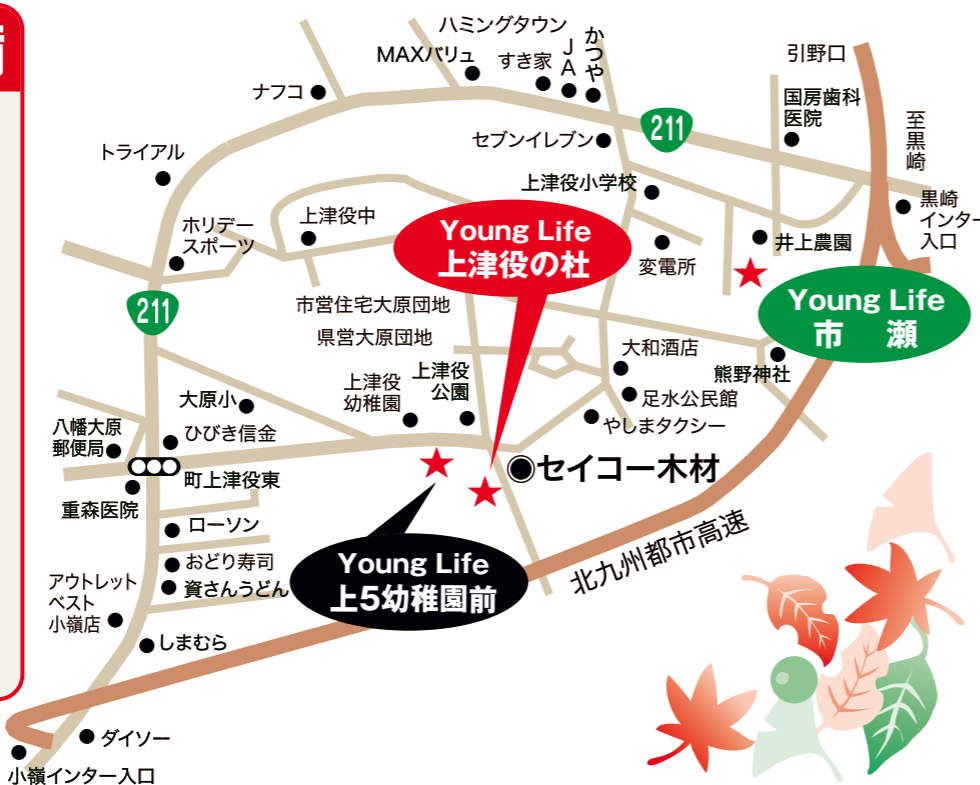 ハミングタウン
MAXバリュ
すき家
JA
かつや
引野口
ナフコ
国房歯科
医院
211
至黒崎
セブンイレブン
トライアル
上津役小学校
黒崎
インター
入口
ホリデー
スポーツ
上津役中
Young Life
上津役の杜
井上農園
変電所
211
市営住宅大原団地
県営大原団地
Young Life
市 瀬
大和酒店
熊野神社
上津役
幼稚園
上津役
公園
足水公民館
大原小
やしまタクシー
八幡大原
郵便局
ひびき信金
セイコー木材
町上津役東
重森医院
ローソン
北九州都市高速
おどり寿司
Young Life
上5幼稚園前
資さんうどん
アウトレット
ベスト
小嶺店
しまむら
ダイソー
小嶺インター入口